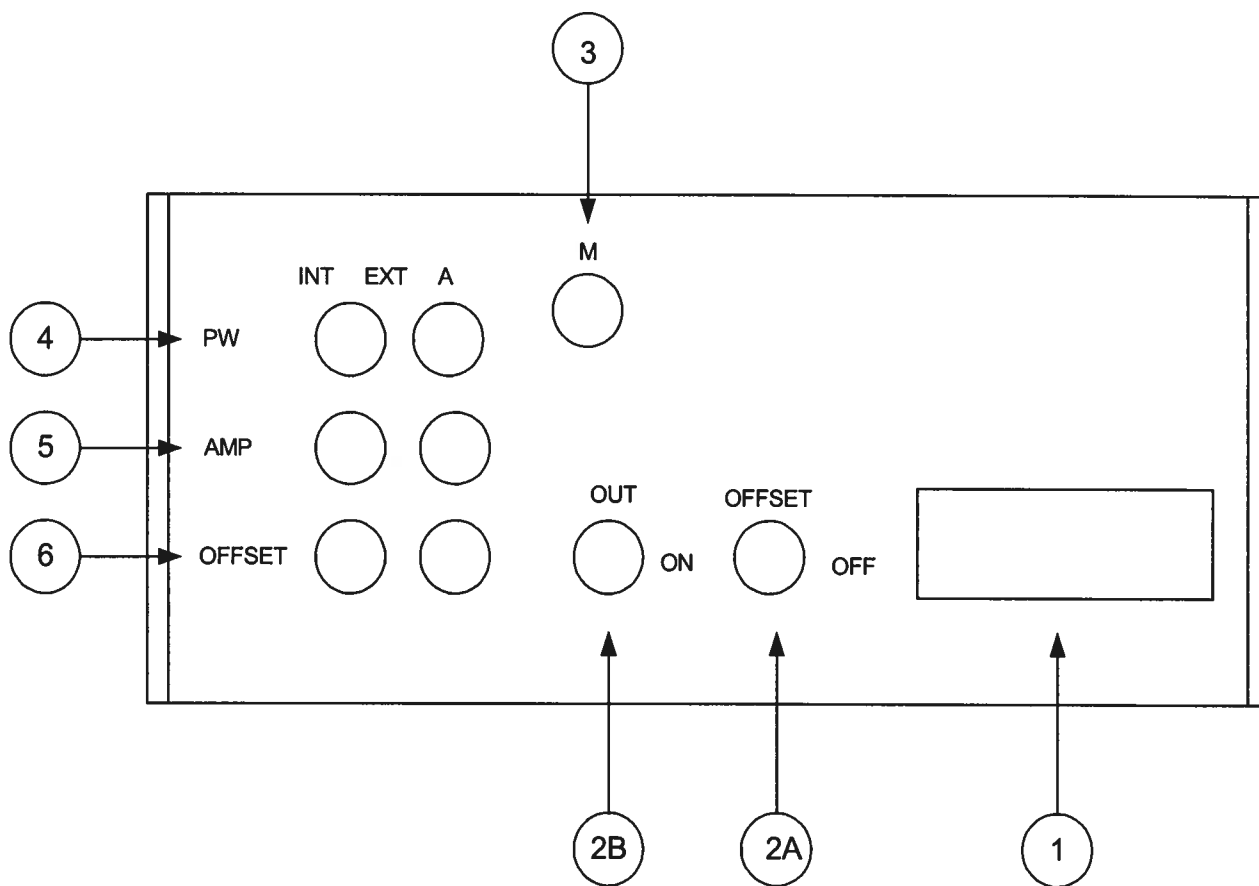 3
M
INT EXT A
4 PW
5 AMP
OUT OFFSET
6 OFFSET ON OFF
2B 2A 1